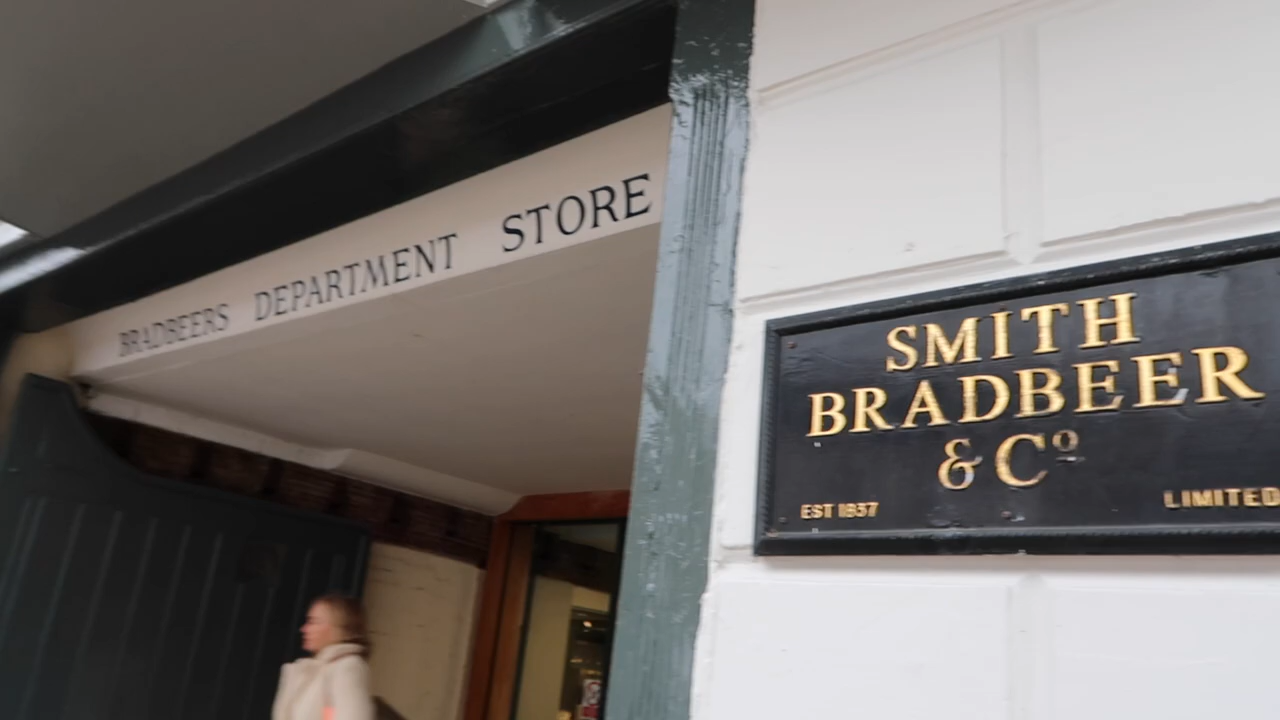 BRADBEERS DEPARTMENT STORE
SMITH
BRADBEER
& Cº
EST 1837
LIMITED